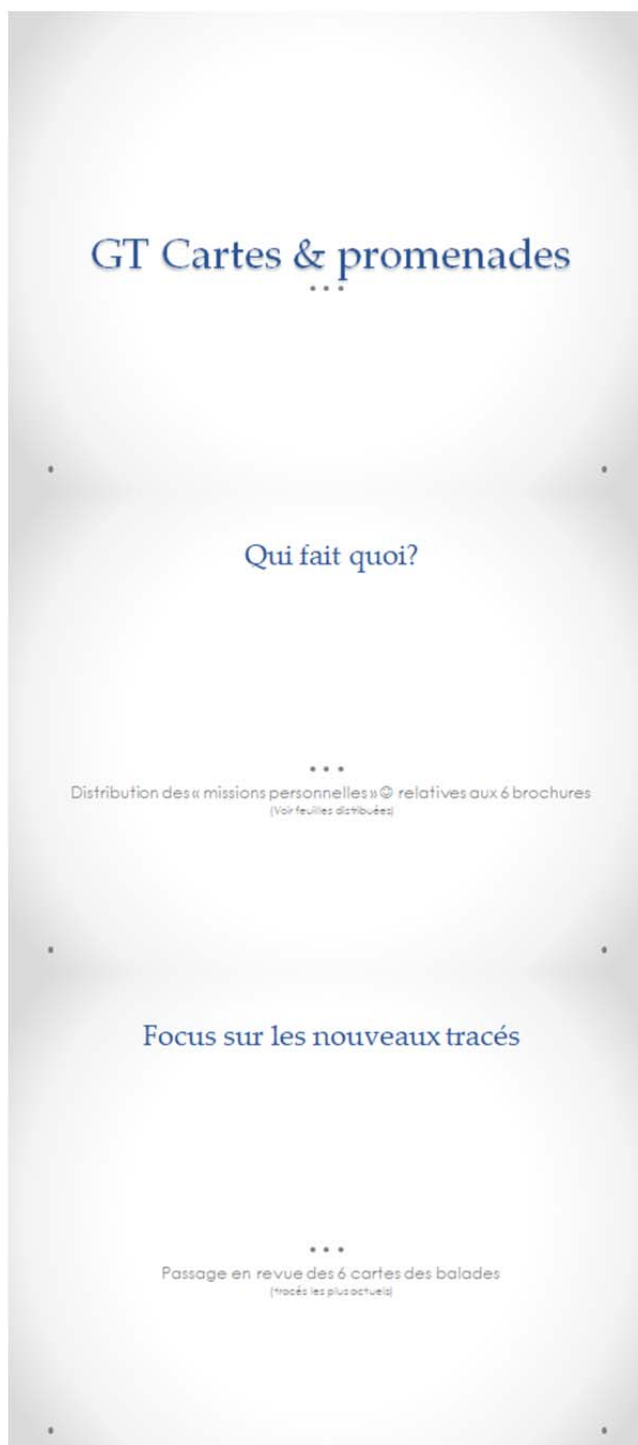 GT Cartes & promenades
Qui fait quoi?
Distribution des « missions personnelles » ☺ relatives aux 6 brochures
(Voir feuilles distribuées)
Focus sur les nouveaux tracés
Passage en revue des 6 cartes des balades
(tracés les plus actuels)